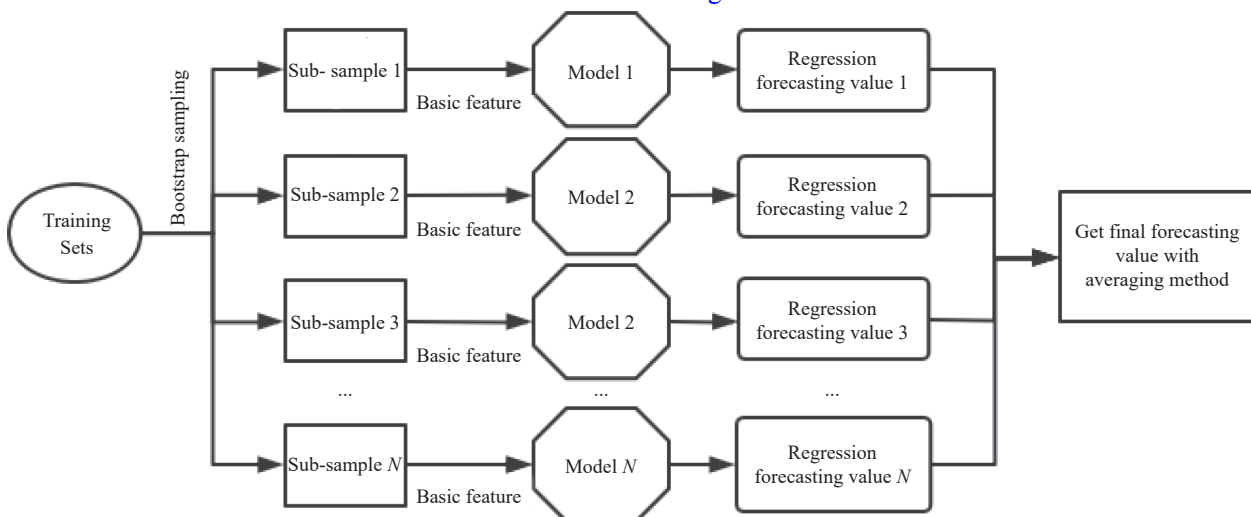 Bootstrap sampling
Training
Sets
Sub- sample 1
Basic feature
Model 1
Regression
forecasting value 1
Sub-sample 2
Basic feature
Model 2
Regression
forecasting value 2
Sub-sample 3
Basic feature
Model 2
Regression
forecasting value 3
... ... ...
Sub-sample N
Basic feature
Model N
Regression
forecasting value N
Get final forecasting
value with
averaging method